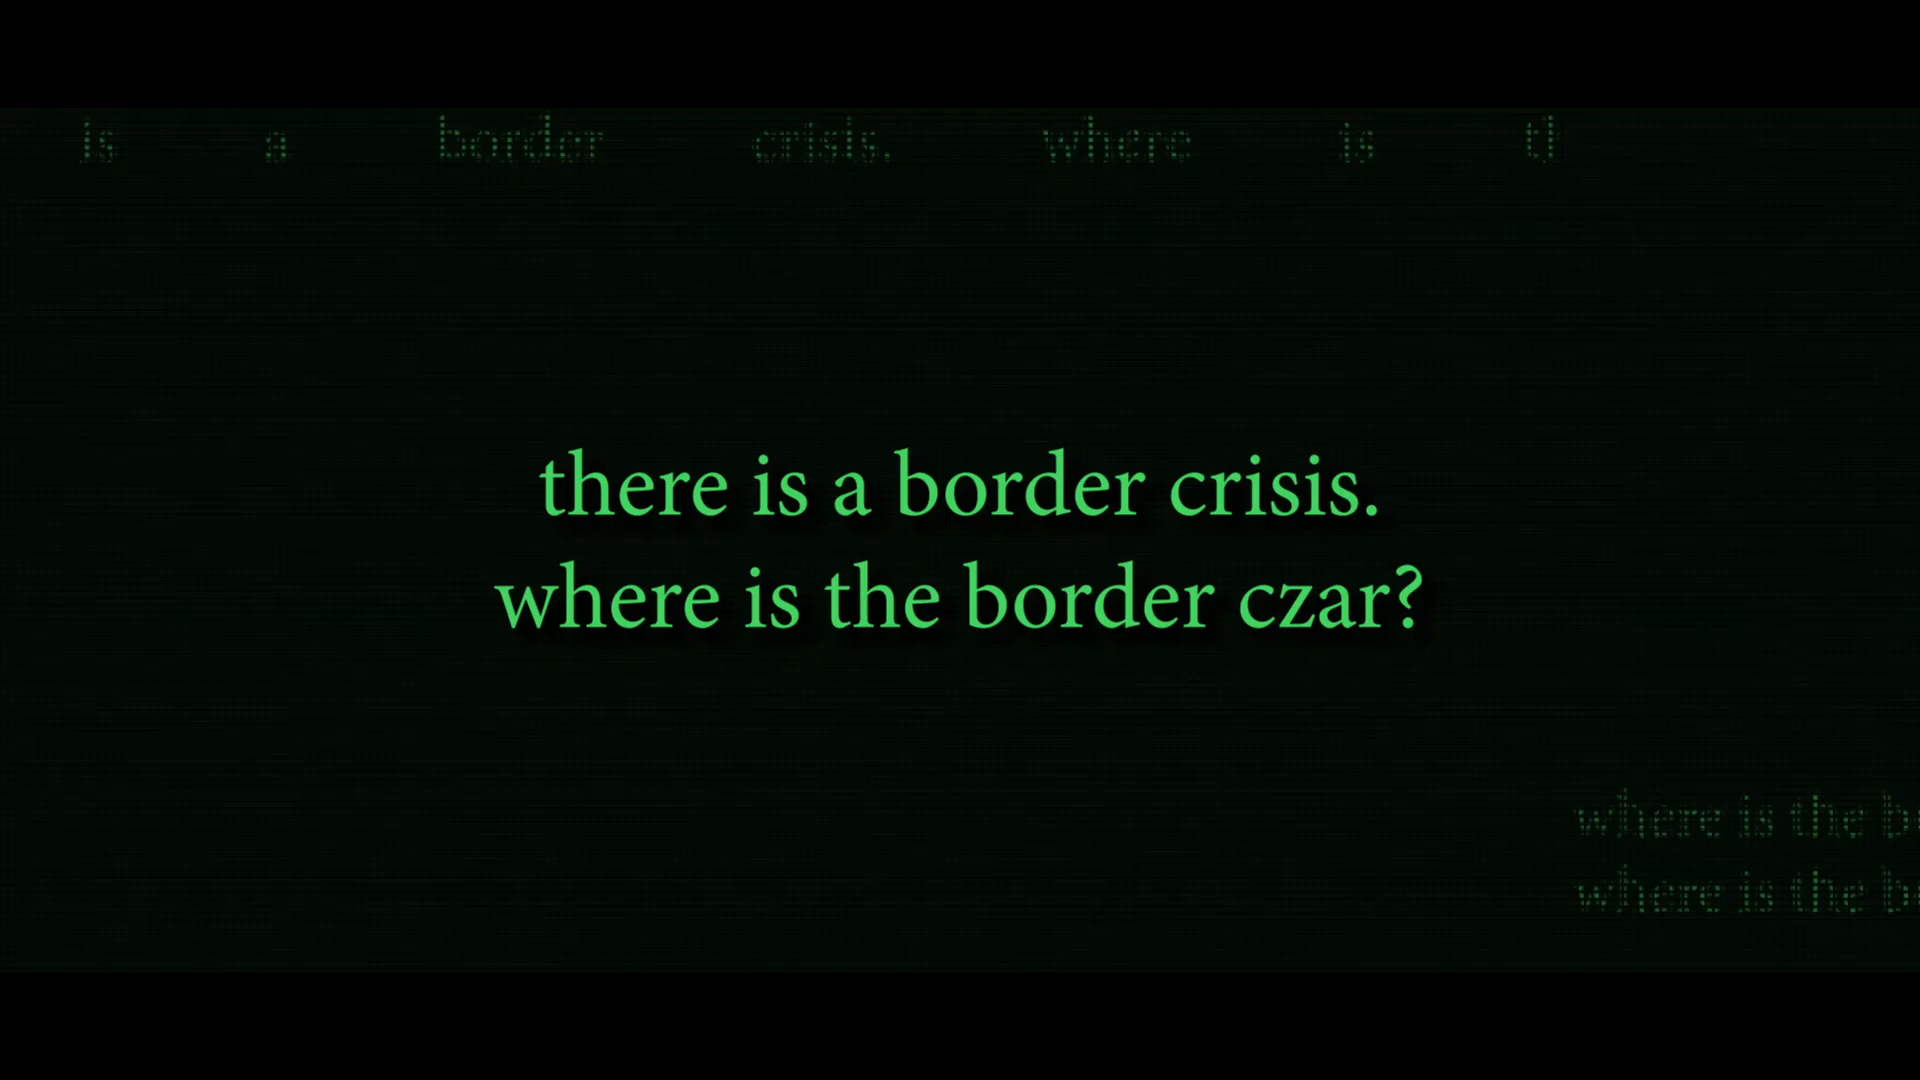 is a border crisis. where is t
there is a border crisis.
where is the border czar?
where is the b
where is the b